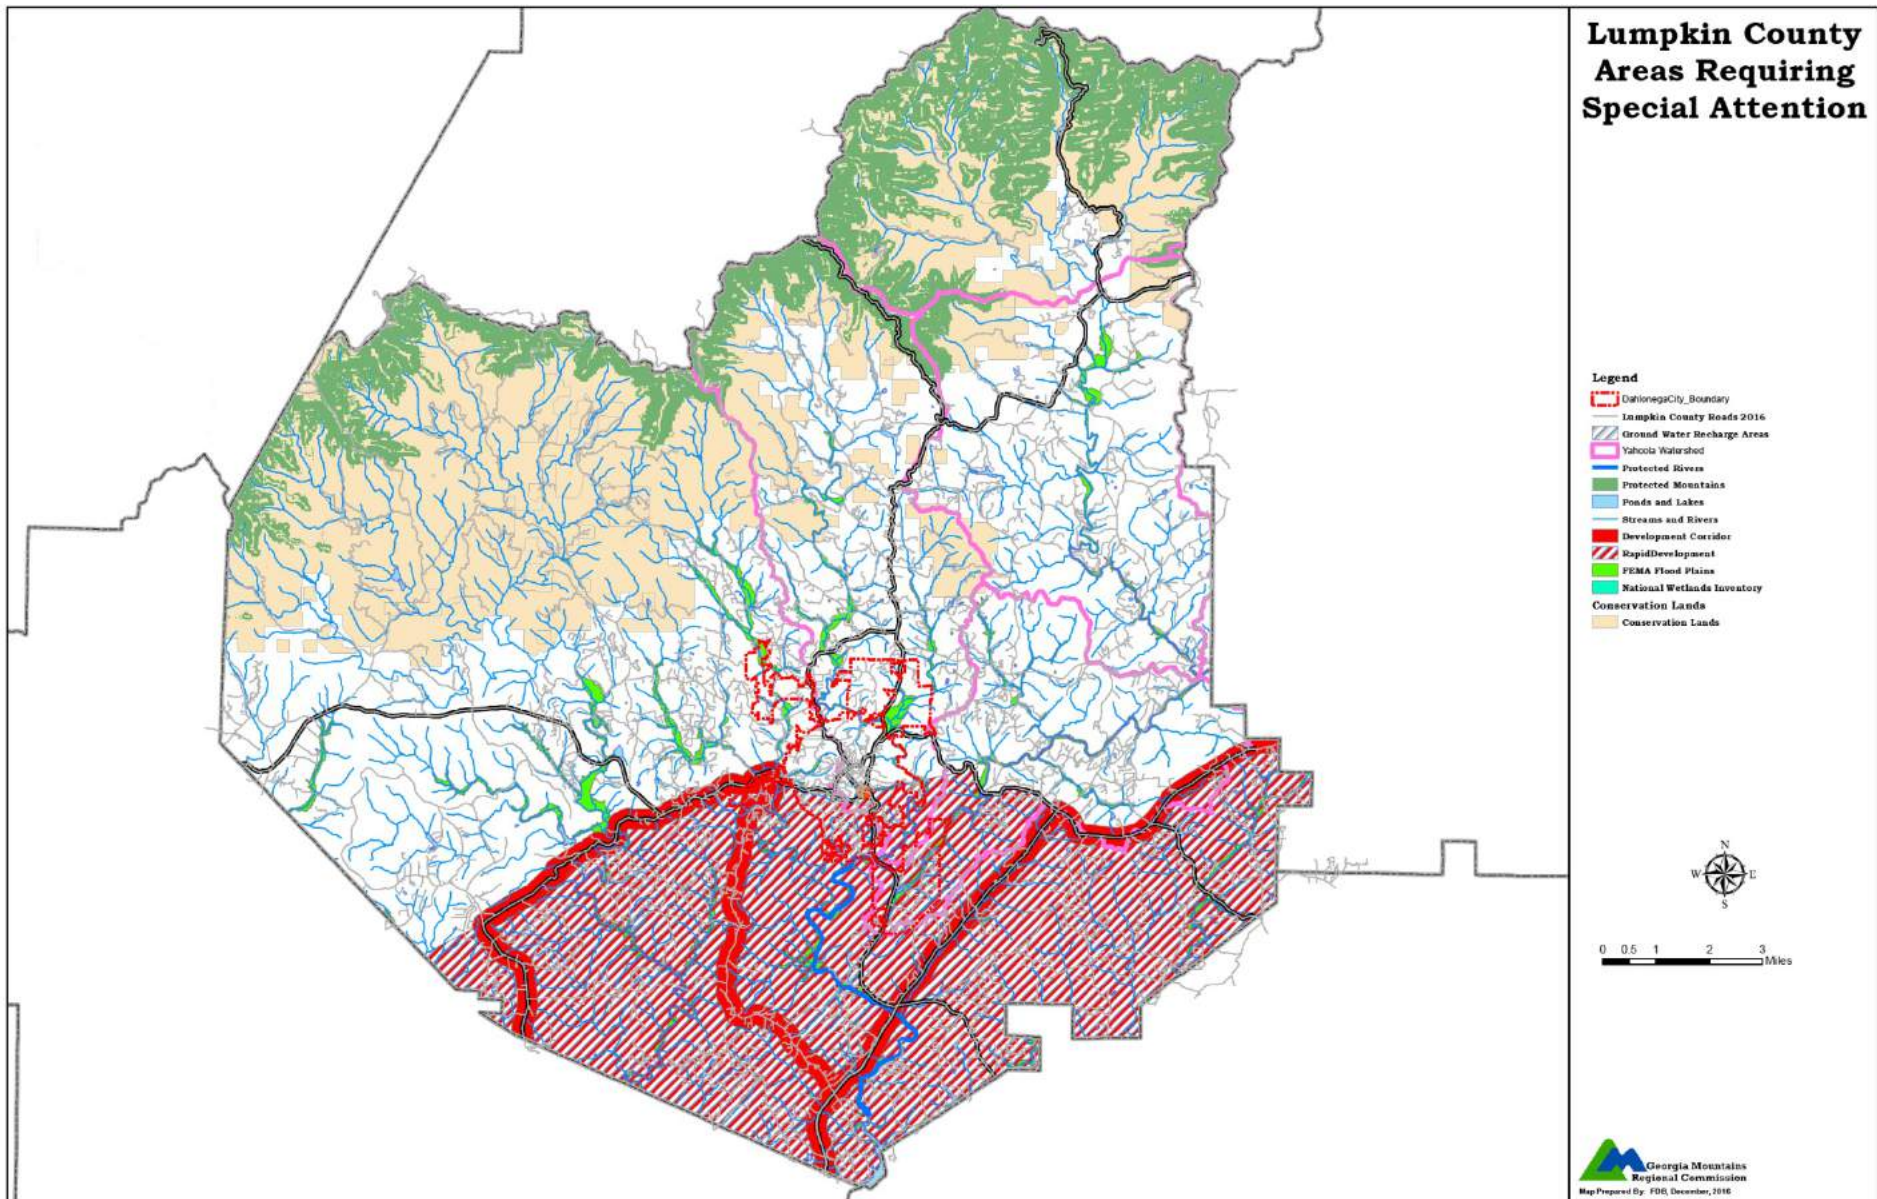 Lumpkin County
Areas Requiring
Special Attention
Legend
DahlonegaCity_Boundary
Lumpkin County Roads 2016
Ground Water Recharge Areas
Yahoola Watershed
Protected Rivers
Protected Mountains
Ponds and Lakes
Streams and Rivers
Development Corridor
RapidDevelopment
FEMA Flood Plains
National Wetlands Inventory
Conservation Lands
Conservation Lands
N
W E
S
0 0.5 1 2 3
Miles
Georgia Mountains
Regional Commission
Map Prepared By: FDB, December, 2016